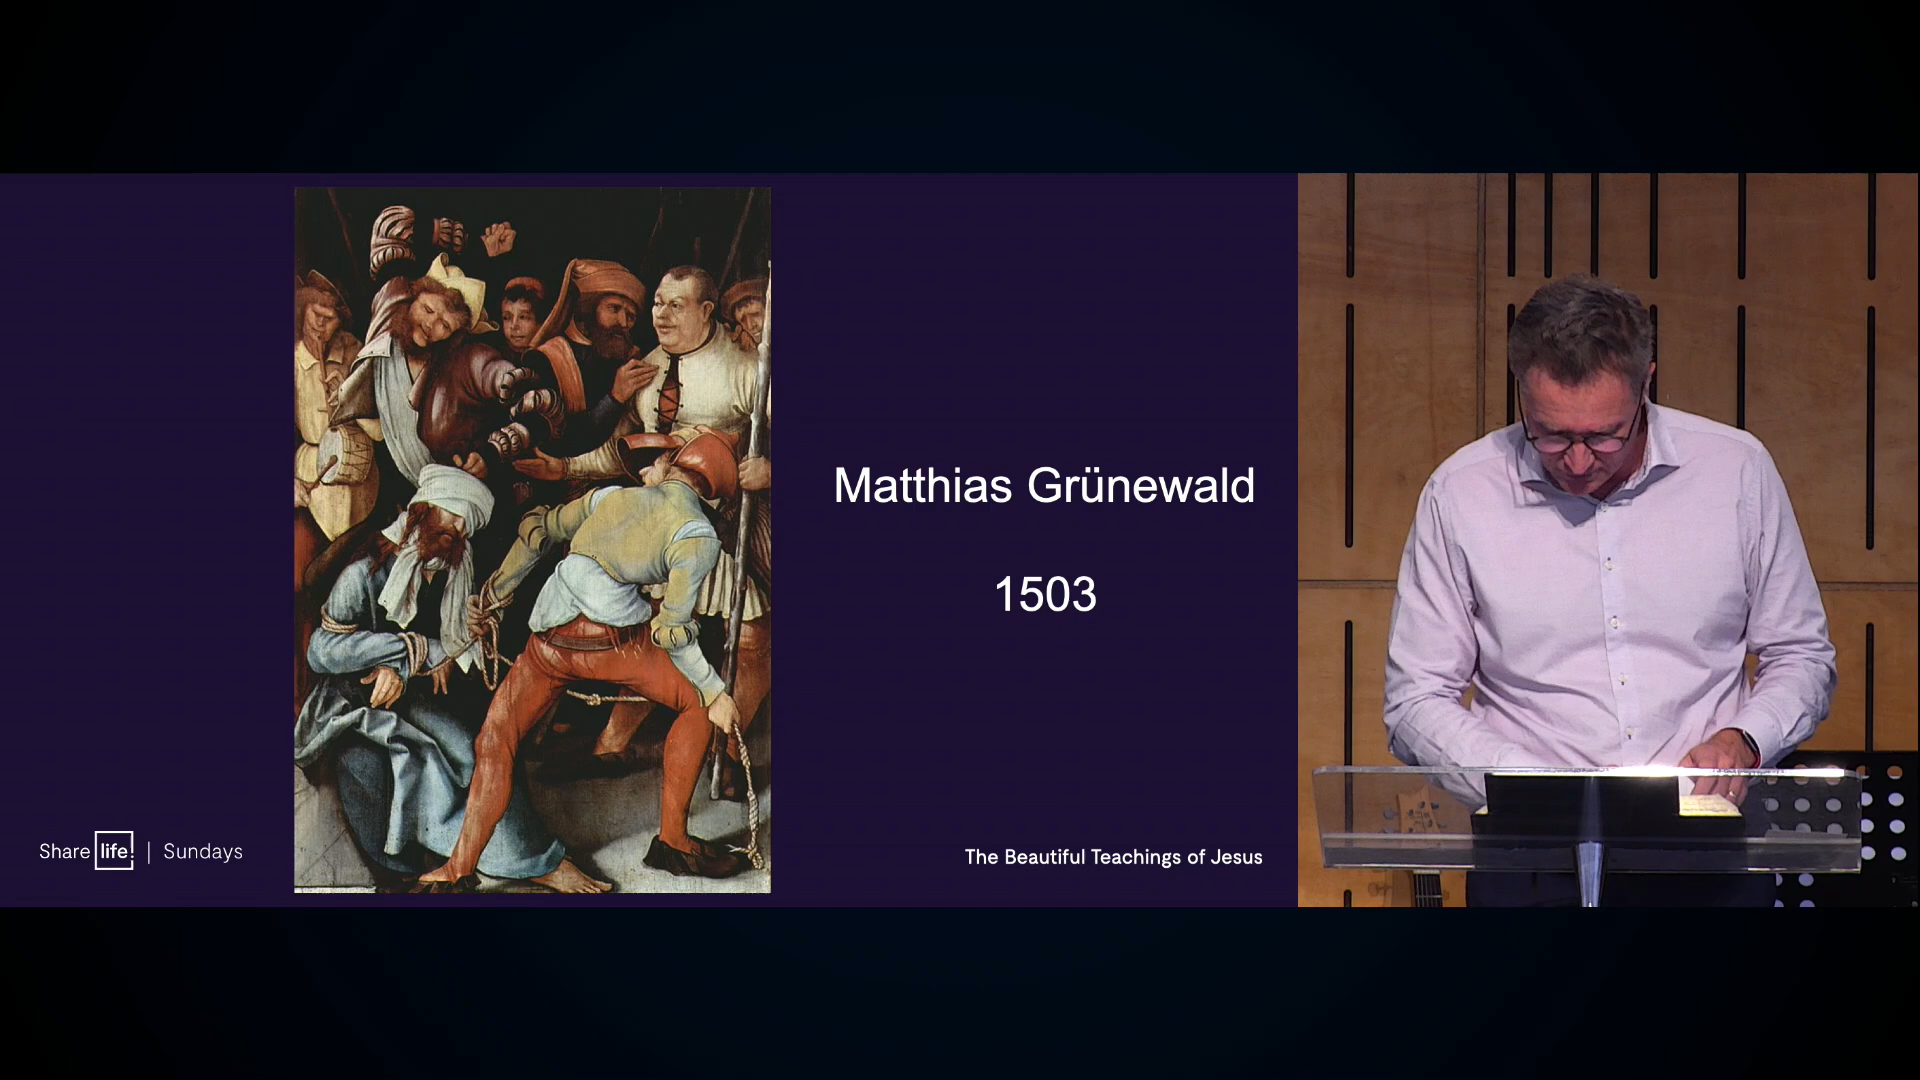 Matthias Grünewald
1503
Share life. | Sundays
The Beautiful Teachings of Jesus